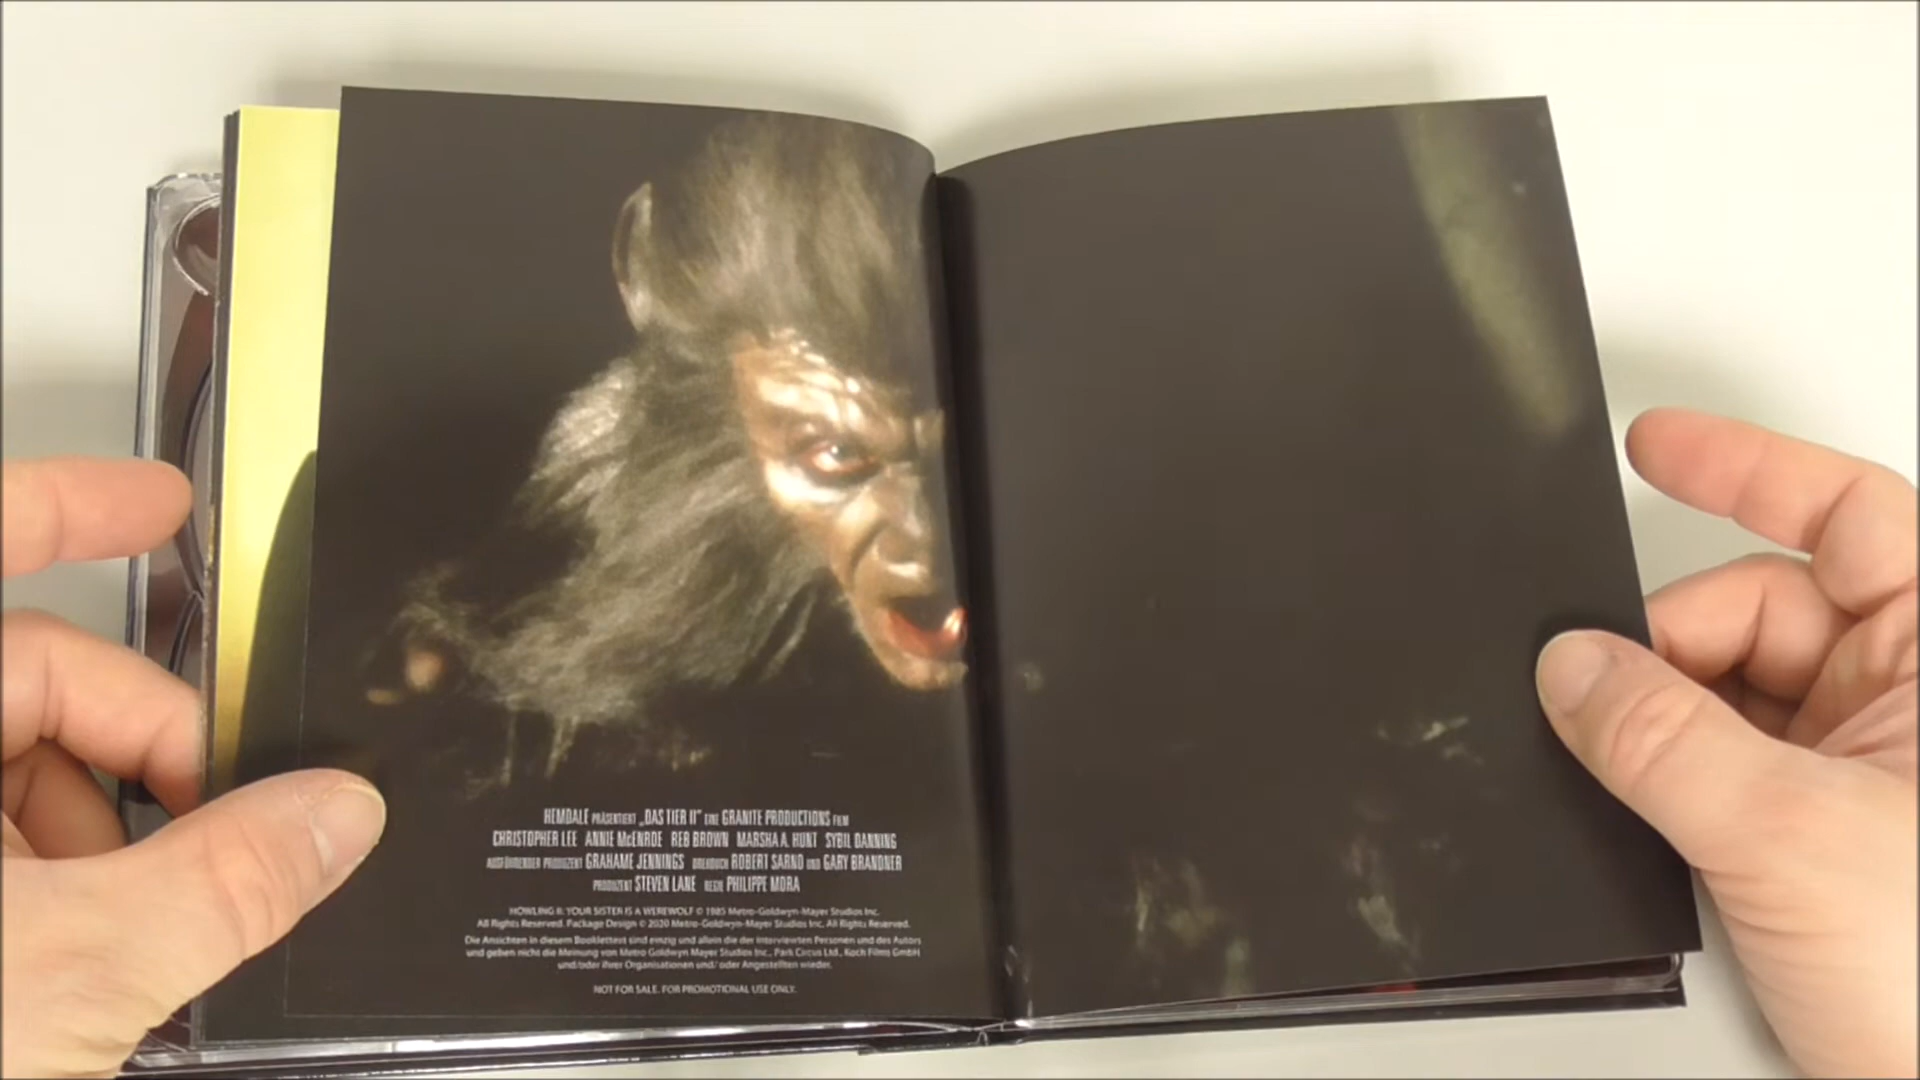 HEMDALE PRÄSENTIERT „DAS TIER II" EINE GRANITE PRODUCTIONS FILM
CHRISTOPHER LEE ANNIE McENROE REB BROWN MARSHA A. HUNT SYBIL DANNING
AUSFÜHRENDER PRODUZENT GRAHAME JENNINGS DREHBUCH ROBERT SARNO UND GARY BRANDNER
PRODUZENT STEVEN LANE REGIE PHILIPPE MORA
HOWLING II: YOUR SISTER IS A WEREWOLF © 1985 Metro-Goldwyn-Mayer Studios Inc.
All Rights Reserved. Package Design © 2020 Metro-Goldwyn-Mayer Studios Inc. All Rights Reserved.
Die Ansichten in diesem Booklettext sind einzig und allein die der interviewten Personen und des Autors
und geben nicht die Meinung von Metro Goldwyn Mayer Studios Inc., Park Circus Ltd., Koch Films GmbH
und/oder ihrer Organisationen und/ oder Angestellten wieder.
NOT FOR SALE. FOR PROMOTIONAL USE ONLY.